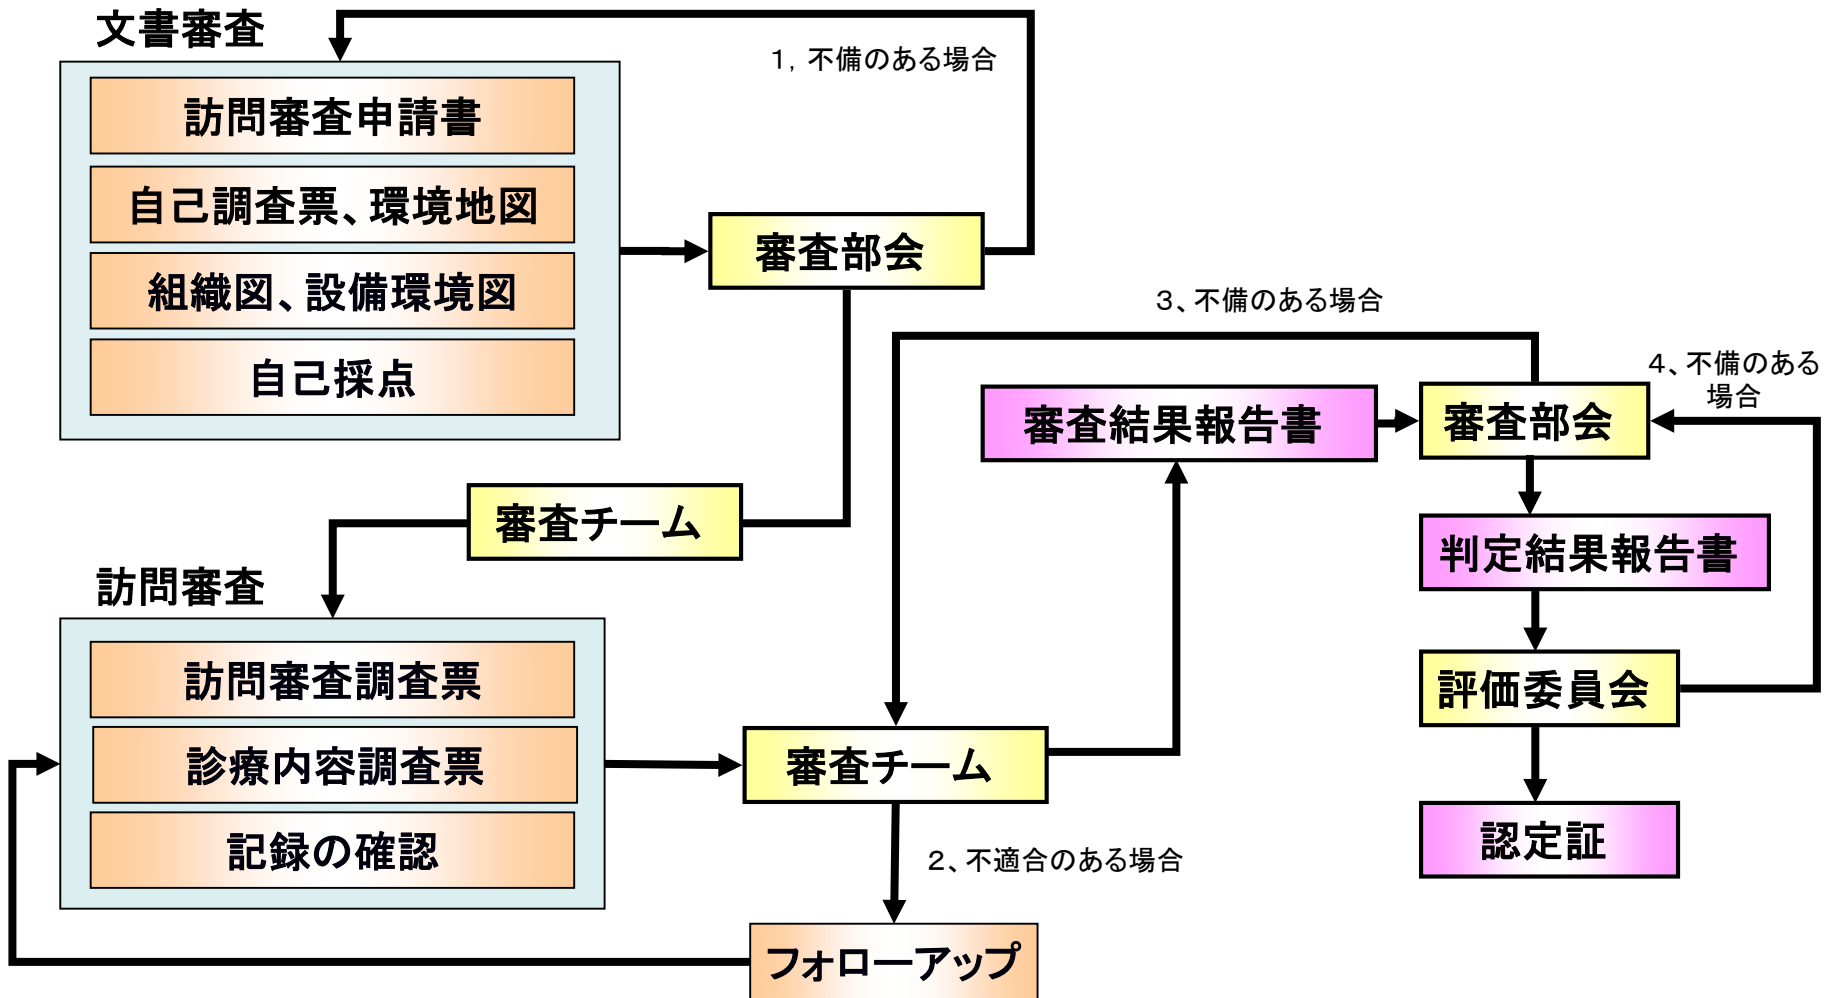 文書審査
1，不備のある場合
訪問審査申請書
自己調査票、環境地図
組織図、設備環境図
自己採点
審査部会
3、不備のある場合
4、不備のある
場合
審査結果報告書
審査部会
審査チーム
判定結果報告書
訪問審査
訪問審査調査票
診療内容調査票
記録の確認
審査チーム
評価委員会
認定証
2、不適合のある場合
フォローアップ